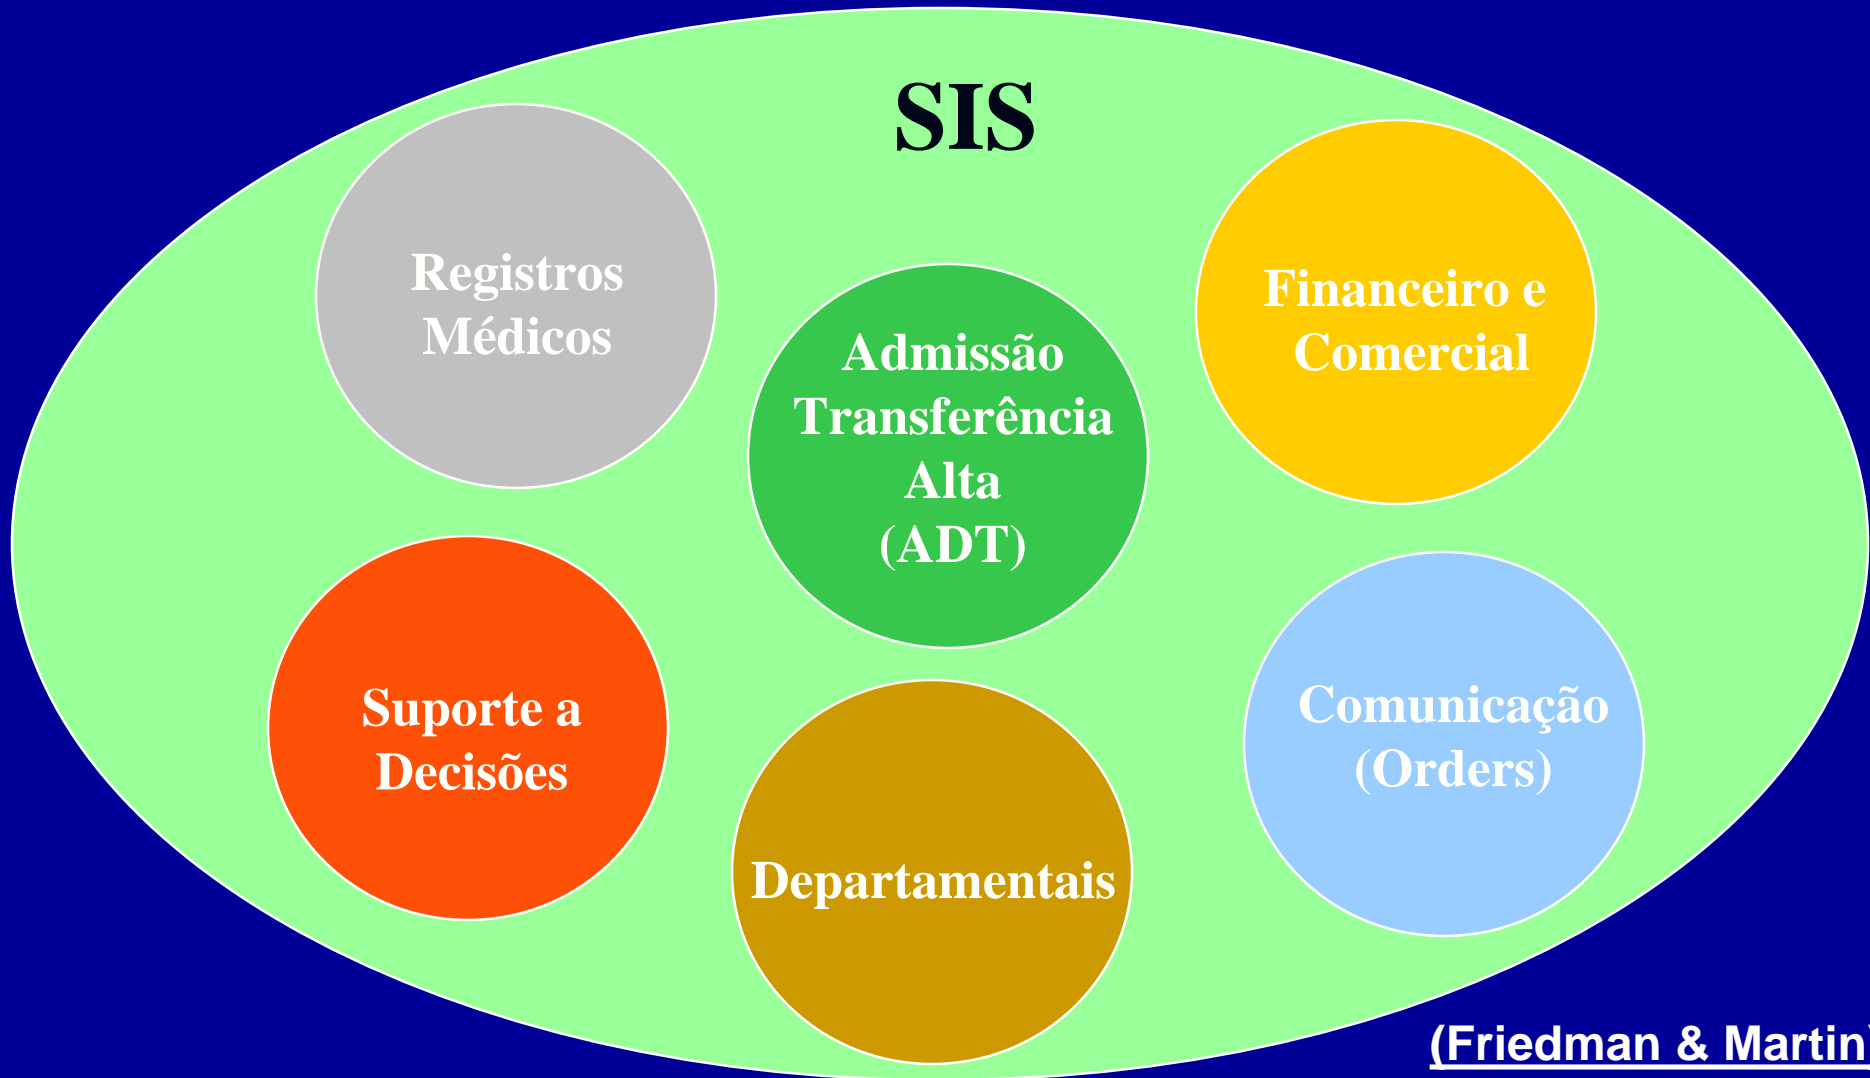 SIS
Registros
Médicos
Admissão
Transferência
Alta
(ADT)
Financeiro e
Comercial
Suporte a
Decisões
Departamentais
Comunicação
(Orders)
(Friedman & Martin)